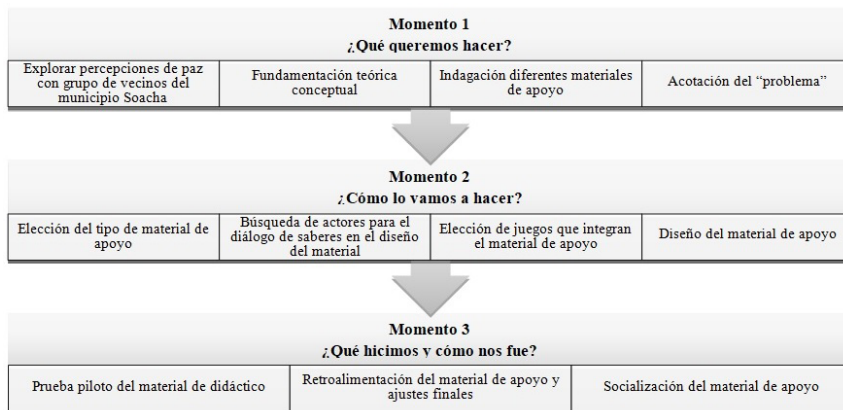 Momento 1
¿Qué queremos hacer?
Explorar percepciones de paz
con grupo de vecinos del
municipio Soacha
Fundamentación teórica
conceptual
Indagación diferentes materiales
de apoyo
Acotación del “problema”
Momento 2
¿Cómo lo vamos a hacer?
Elección del tipo de material de
apoyo
Búsqueda de actores para el
diálogo de saberes en el diseño
del material
Elección de juegos que integran
el material de apoyo
Diseño del material de apoyo
Momento 3
¿Qué hicimos y cómo nos fue?
Prueba piloto del material de didáctico
Retroalimentación del material de apoyo y
ajustes finales
Socialización del material de apoyo